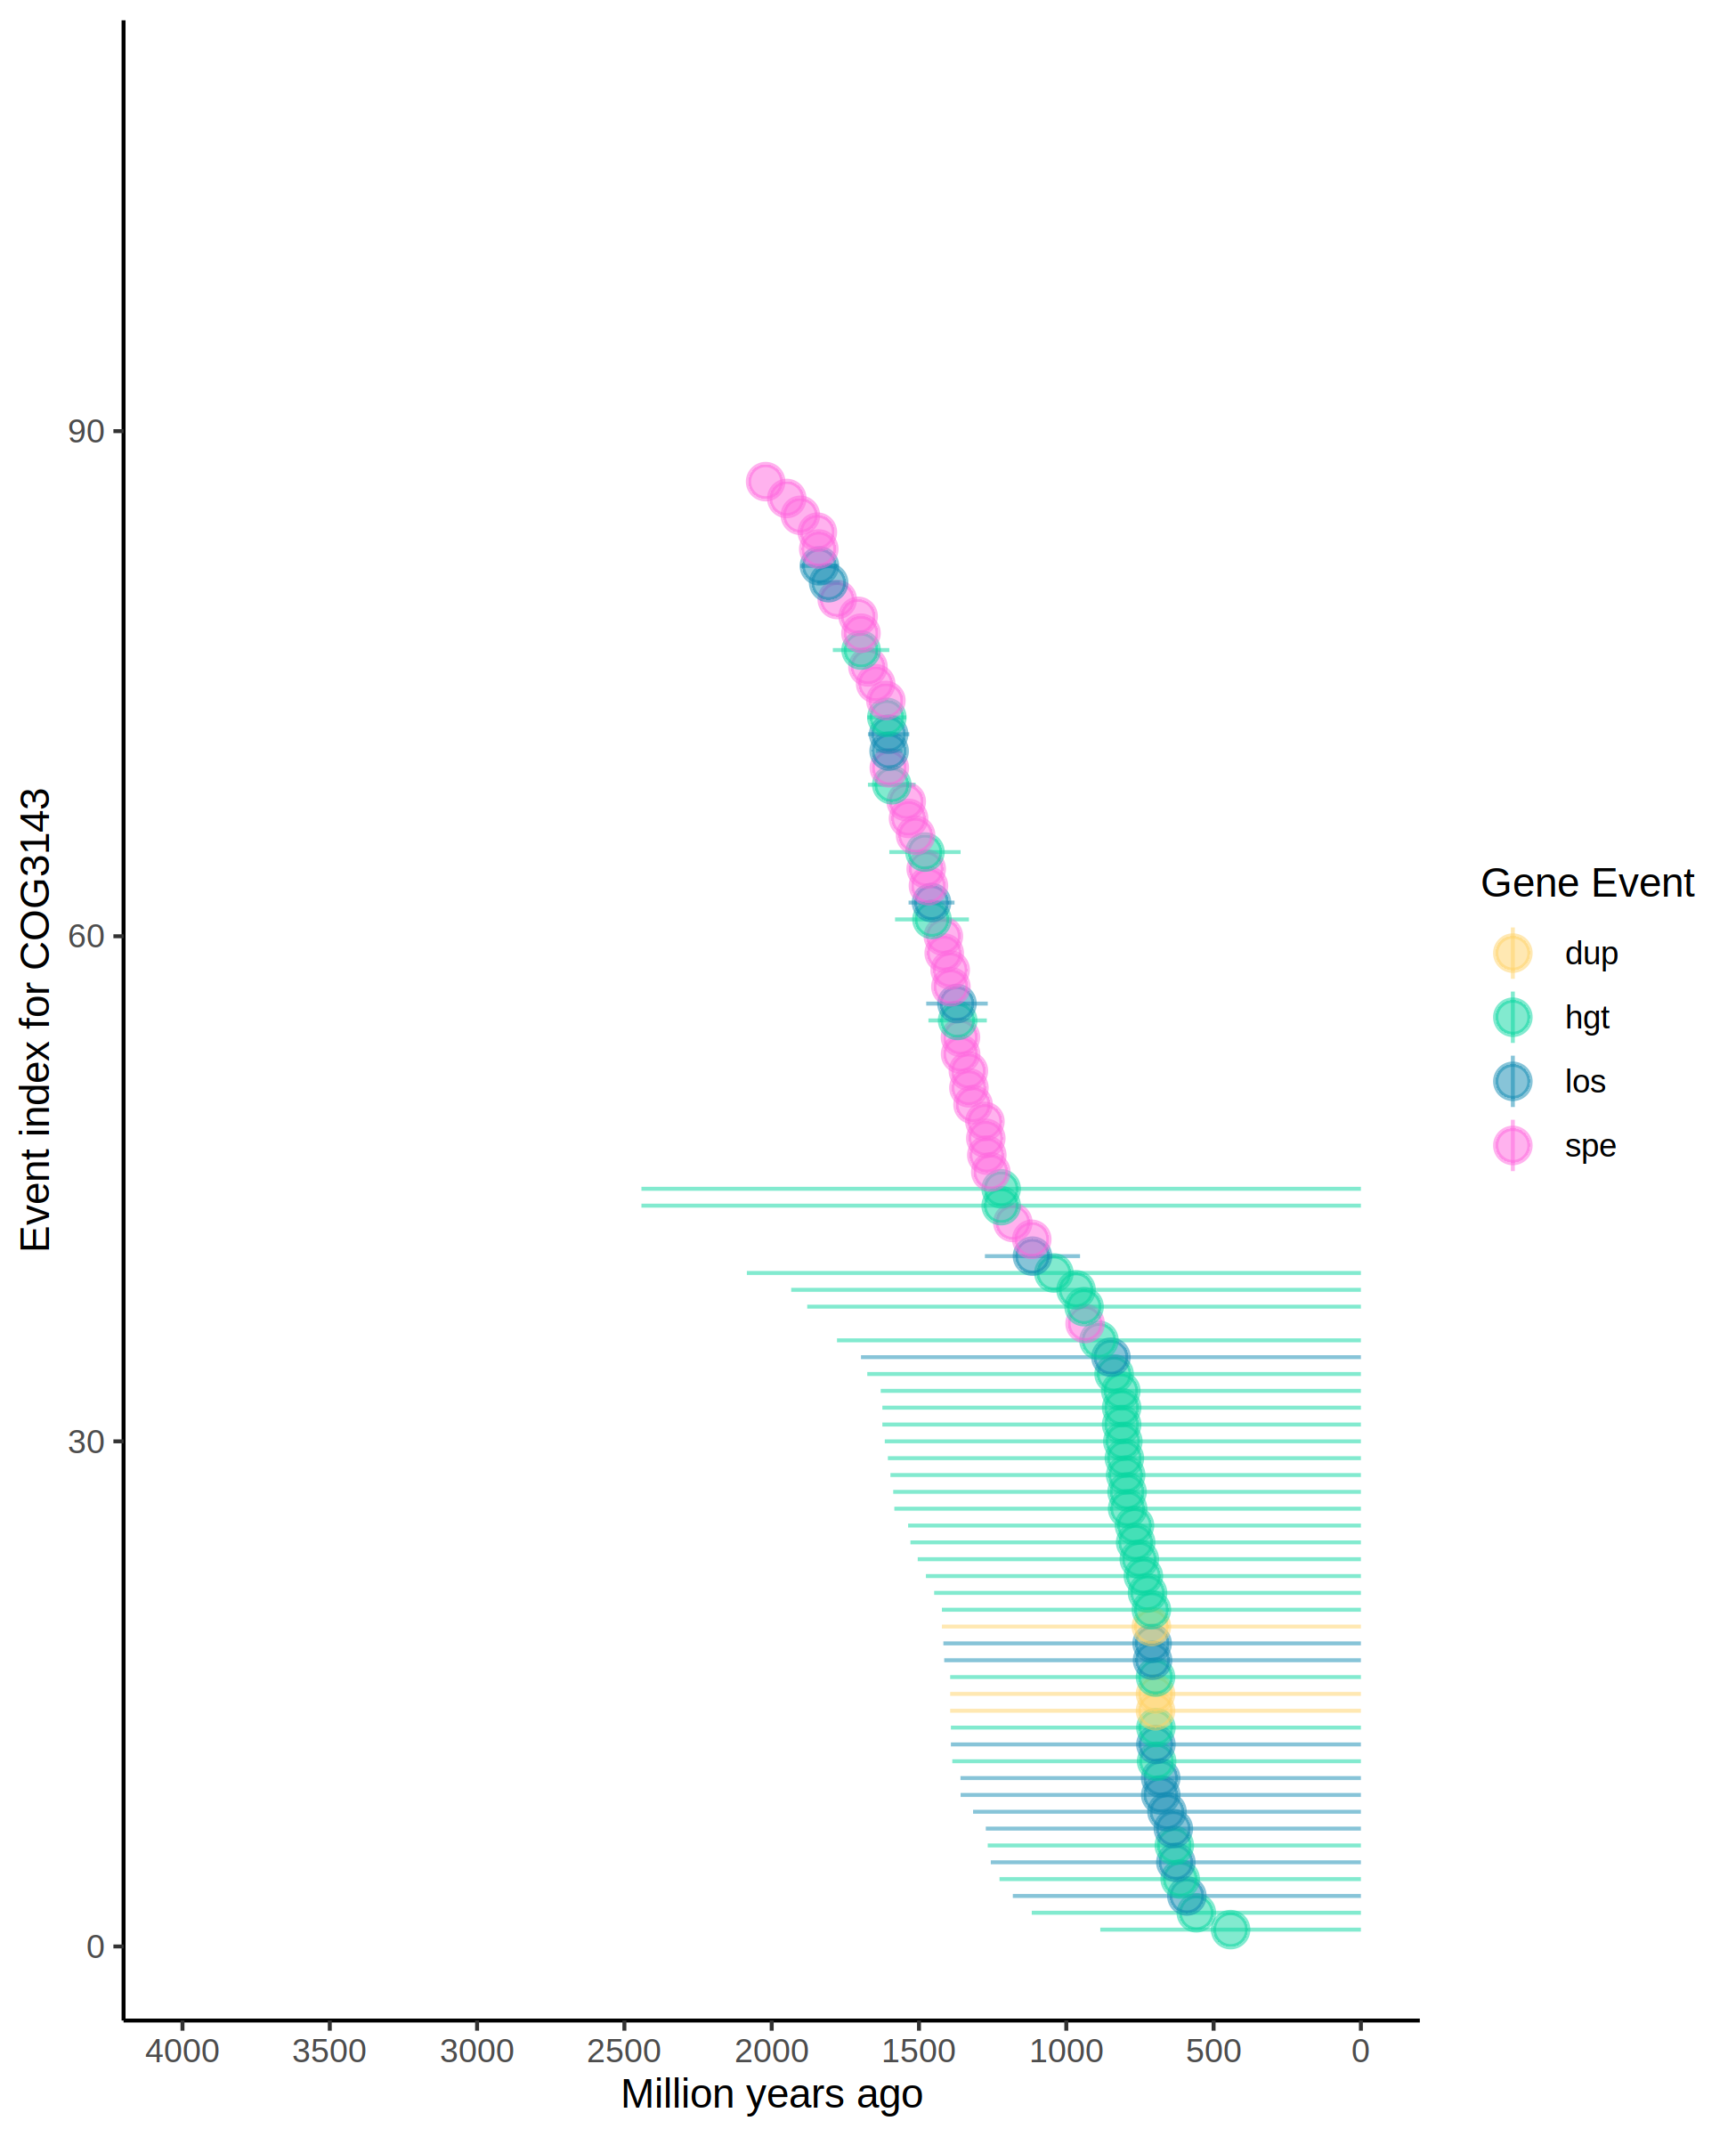 Event index for COG3143
90
60
30
0
4000 3500 3000 2500 2000 1500 1000 500 0
Million years ago
Gene Event
dup
hgt
los
spe